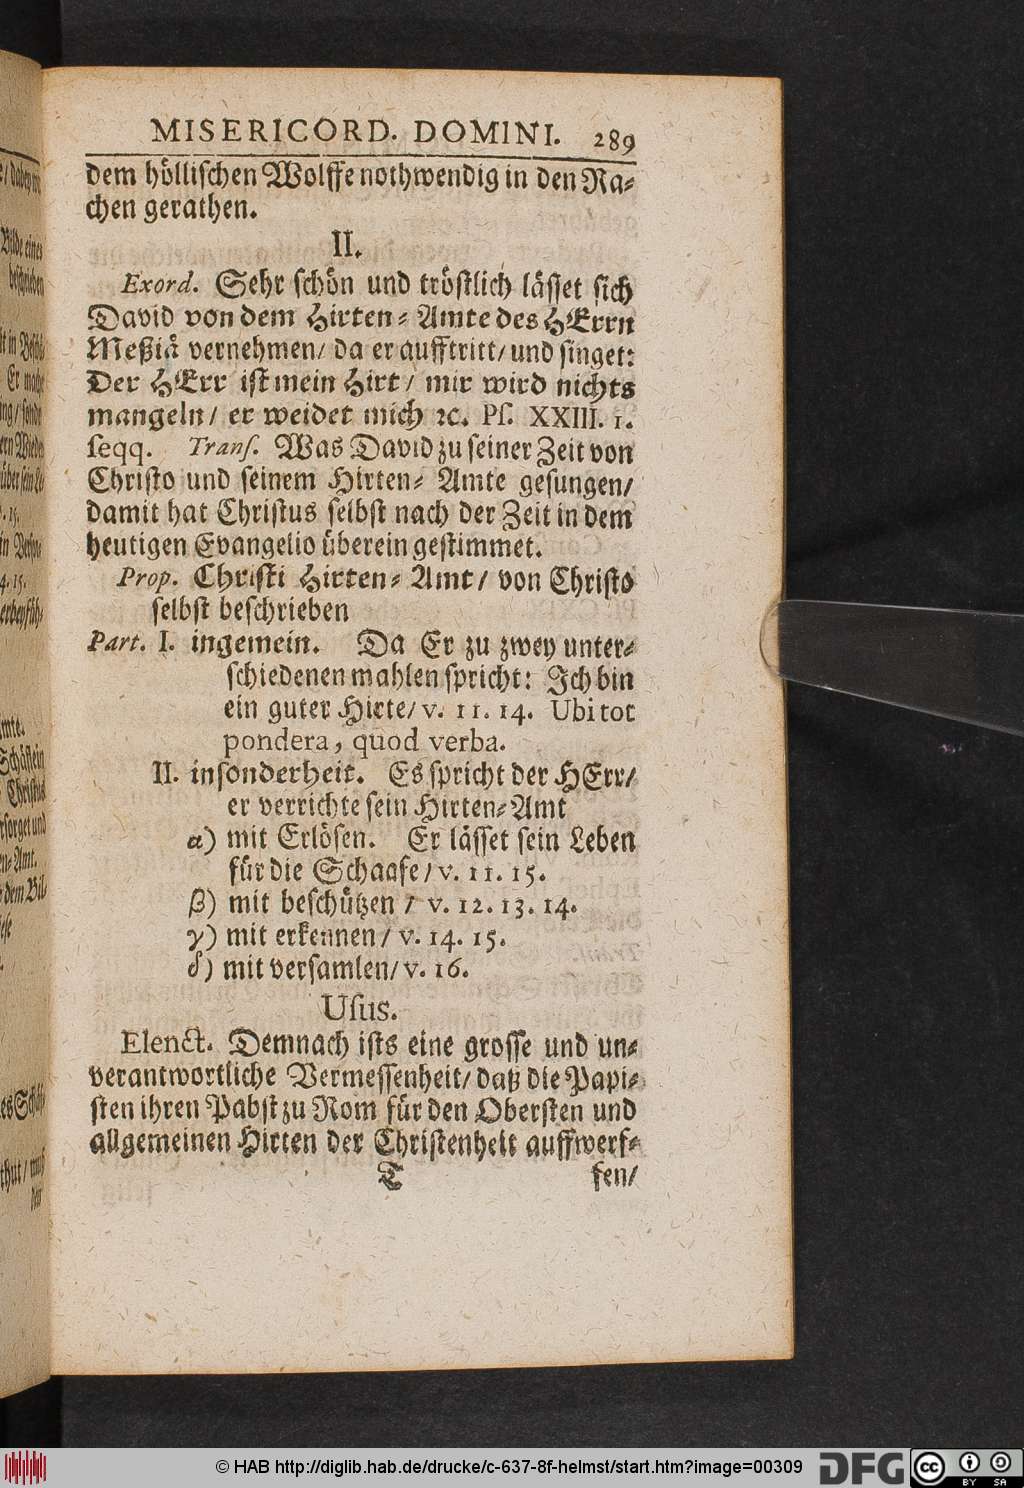 MISERICORD. DOMINI. 289
dem höllischen Wolffe nothwendig in den Ra-
chen gerathen.
II.
Exord. Sehr schön und tröstlich lässet sich
David von dem Hirten-Amte des HErrn
Meßiä vernehmen/ da er aufftritt/ und singet:
Der HErr ist mein Hirt/ mir wird nichts
mangeln/ er weidet mich ꝛc. Pſ. XXIII. 1.
ſeqq. Tranſ. Was David zu seiner Zeit von
Christo und seinem Hirten-Amte gesungen/
damit hat Christus selbst nach der Zeit in dem
heutigen Evangelio überein gestimmet.
Prop. Christi Hirten-Amt/ von Christo
selbst beschrieben
Part. I. ingemein. Da Er zu zwey unter-
schiedenen mahlen spricht: Ich bin
ein guter Hirte/ v. 11. 14. Ubi tot
pondera, quod verba.
II. insonderheit. Es spricht der HErr/
er verrichte sein Hirten-Amt
α) mit Erlösen. Er lässet sein Leben
für die Schaafe/ v. 11. 15.
β) mit beschützen/ v. 12. 13. 14.
γ) mit erkennen/ v. 14. 15.
δ) mit versamlen/ v. 16.
Uſus.
Elenct. Demnach ists eine grosse und un-
verantwortliche Vermessenheit/ daß die Papi-
sten ihren Pabst zu Rom für den Obersten und
allgemeinen Hirten der Christenheit auffwerf-
T fen/
© HAB http://diglib.hab.de/drucke/c-637-8f-helmst/start.htm?image=00309
DFG
cc BY SA